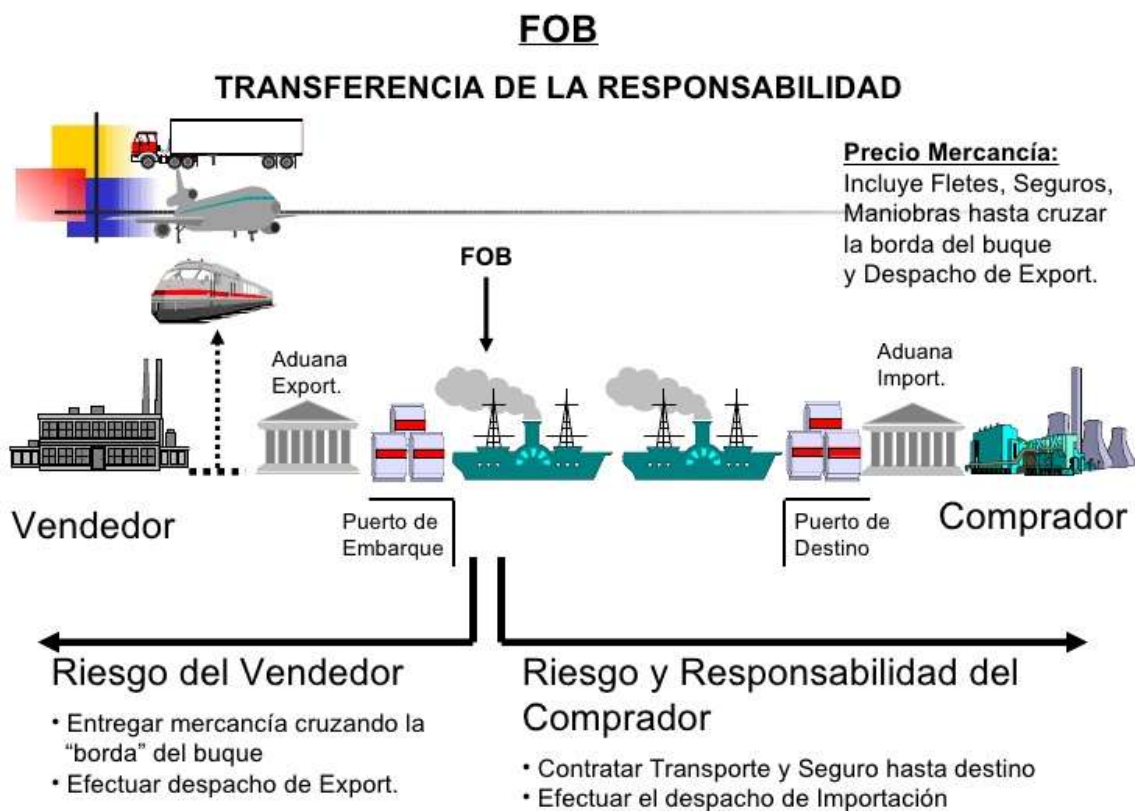 FOB
TRANSFERENCIA DE LA RESPONSABILIDAD
Precio Mercancía:
Incluye Fletes, Seguros,
Maniobras hasta cruzar
la borda del buque
y Despacho de Export.
FOB
Aduana
Export.
Aduana
Import.
Vendedor
Puerto de
Embarque
Puerto de
Destino
Comprador
Riesgo del Vendedor
• Entregar mercancía cruzando la
“borda” del buque
• Efectuar despacho de Export.
Riesgo y Responsabilidad del
Comprador
• Contratar Transporte y Seguro hasta destino
• Efectuar el despacho de Importación